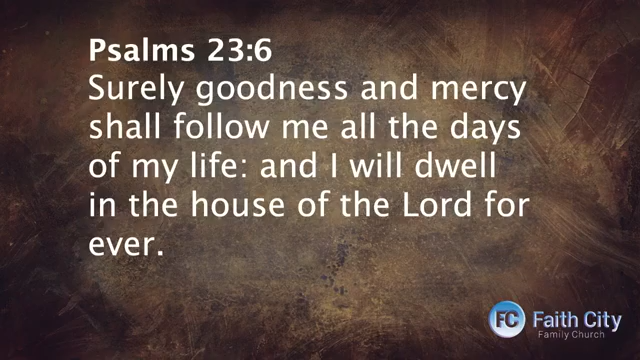 Psalms 23:6
Surely goodness and mercy
shall follow me all the days
of my life: and I will dwell
in the house of the Lord for
ever.
FC Faith City
Family Church